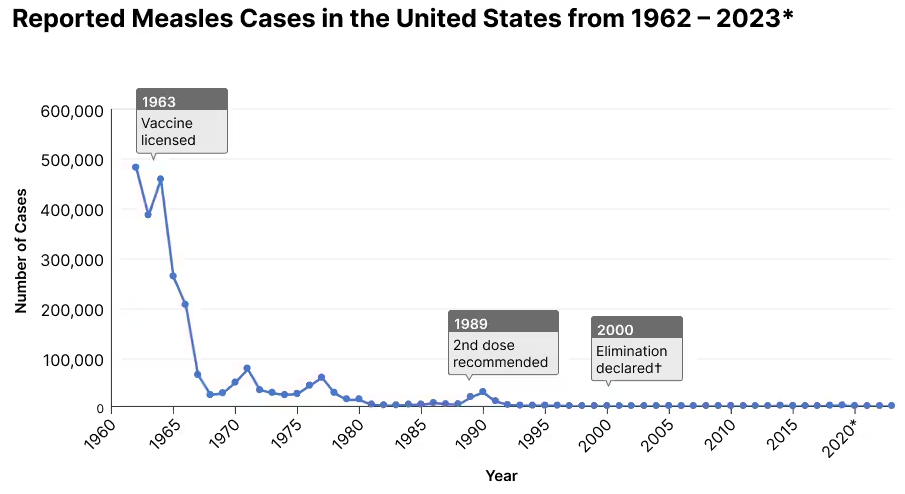 Reported Measles Cases in the United States from 1962 – 2023*
600,000
500,000
400,000
300,000
200,000
100,000
0
Number of Cases
1963
Vaccine
licensed
1989
2nd dose
recommended
2000
Elimination
declared†
1960
1965
1970
1975
1980
1985
1990
1995
2000
2005
2010
2015
2020*
Year